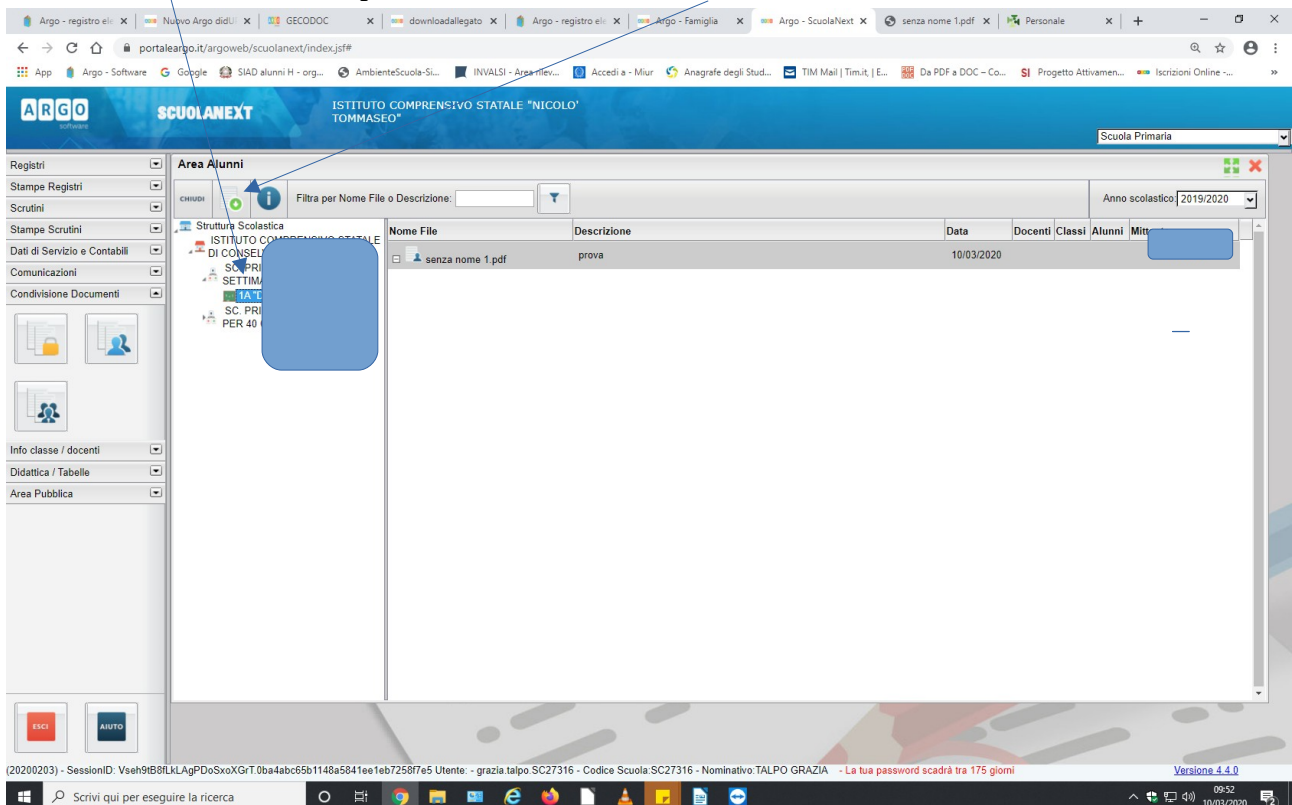 Argo - registro ele
Nuovo Argo didU
GECODOC
downloadallegato
Argo - registro ele
Argo - Famiglia
Argo - ScuolaNext
senza nome 1.pdf
Personale
portaleargo.it/argoweb/scuolanext/index.jsf#
App
Argo - Software
Google
SIAD alunni H - org...
AmbienteScuola-Si...
INVALSI - Area rilev...
Accedi a - Miur
Anagrafe degli Stud...
TIM Mail | Tim.it, | E...
Da PDF a DOC – Co...
SI Progetto Attivamen...
Iscrizioni Online -...
»
ARGO
software
SCUOLANEXT
ISTITUTO COMPRENSIVO STATALE "NICOLO'
TOMMASEO"
Scuola Primaria
Registri
Stampe Registri
Scrutini
Stampe Scrutini
Dati di Servizio e Contabili
Comunicazioni
Condivisione Documenti
Info classe / docenti
Didattica / Tabelle
Area Pubblica
ESCI
AIUTO
Area Alunni
CHIUDI
Filtra per Nome File o Descrizione:
Anno scolastico: 2019/2020
Struttura Scolastica
ISTITUTO COMPRENSIVO STATALE
DI CONSEL
SC. PRI
SETTIMA
1A "D
SC. PRI
PER 40
Nome File Descrizione Data Docenti Classi Alunni
senza nome 1.pdf prova 10/03/2020
(20200203) - SessionID: Utente: - grazia.talpo.SC27316 - Codice Scuola:SC27316 - Nominativo:TALPO GRAZIA - La tua password scadrà tra 175 giorni
Versione 4.4.0
Scrivi qui per eseguire la ricerca
09:52
10/03/2020